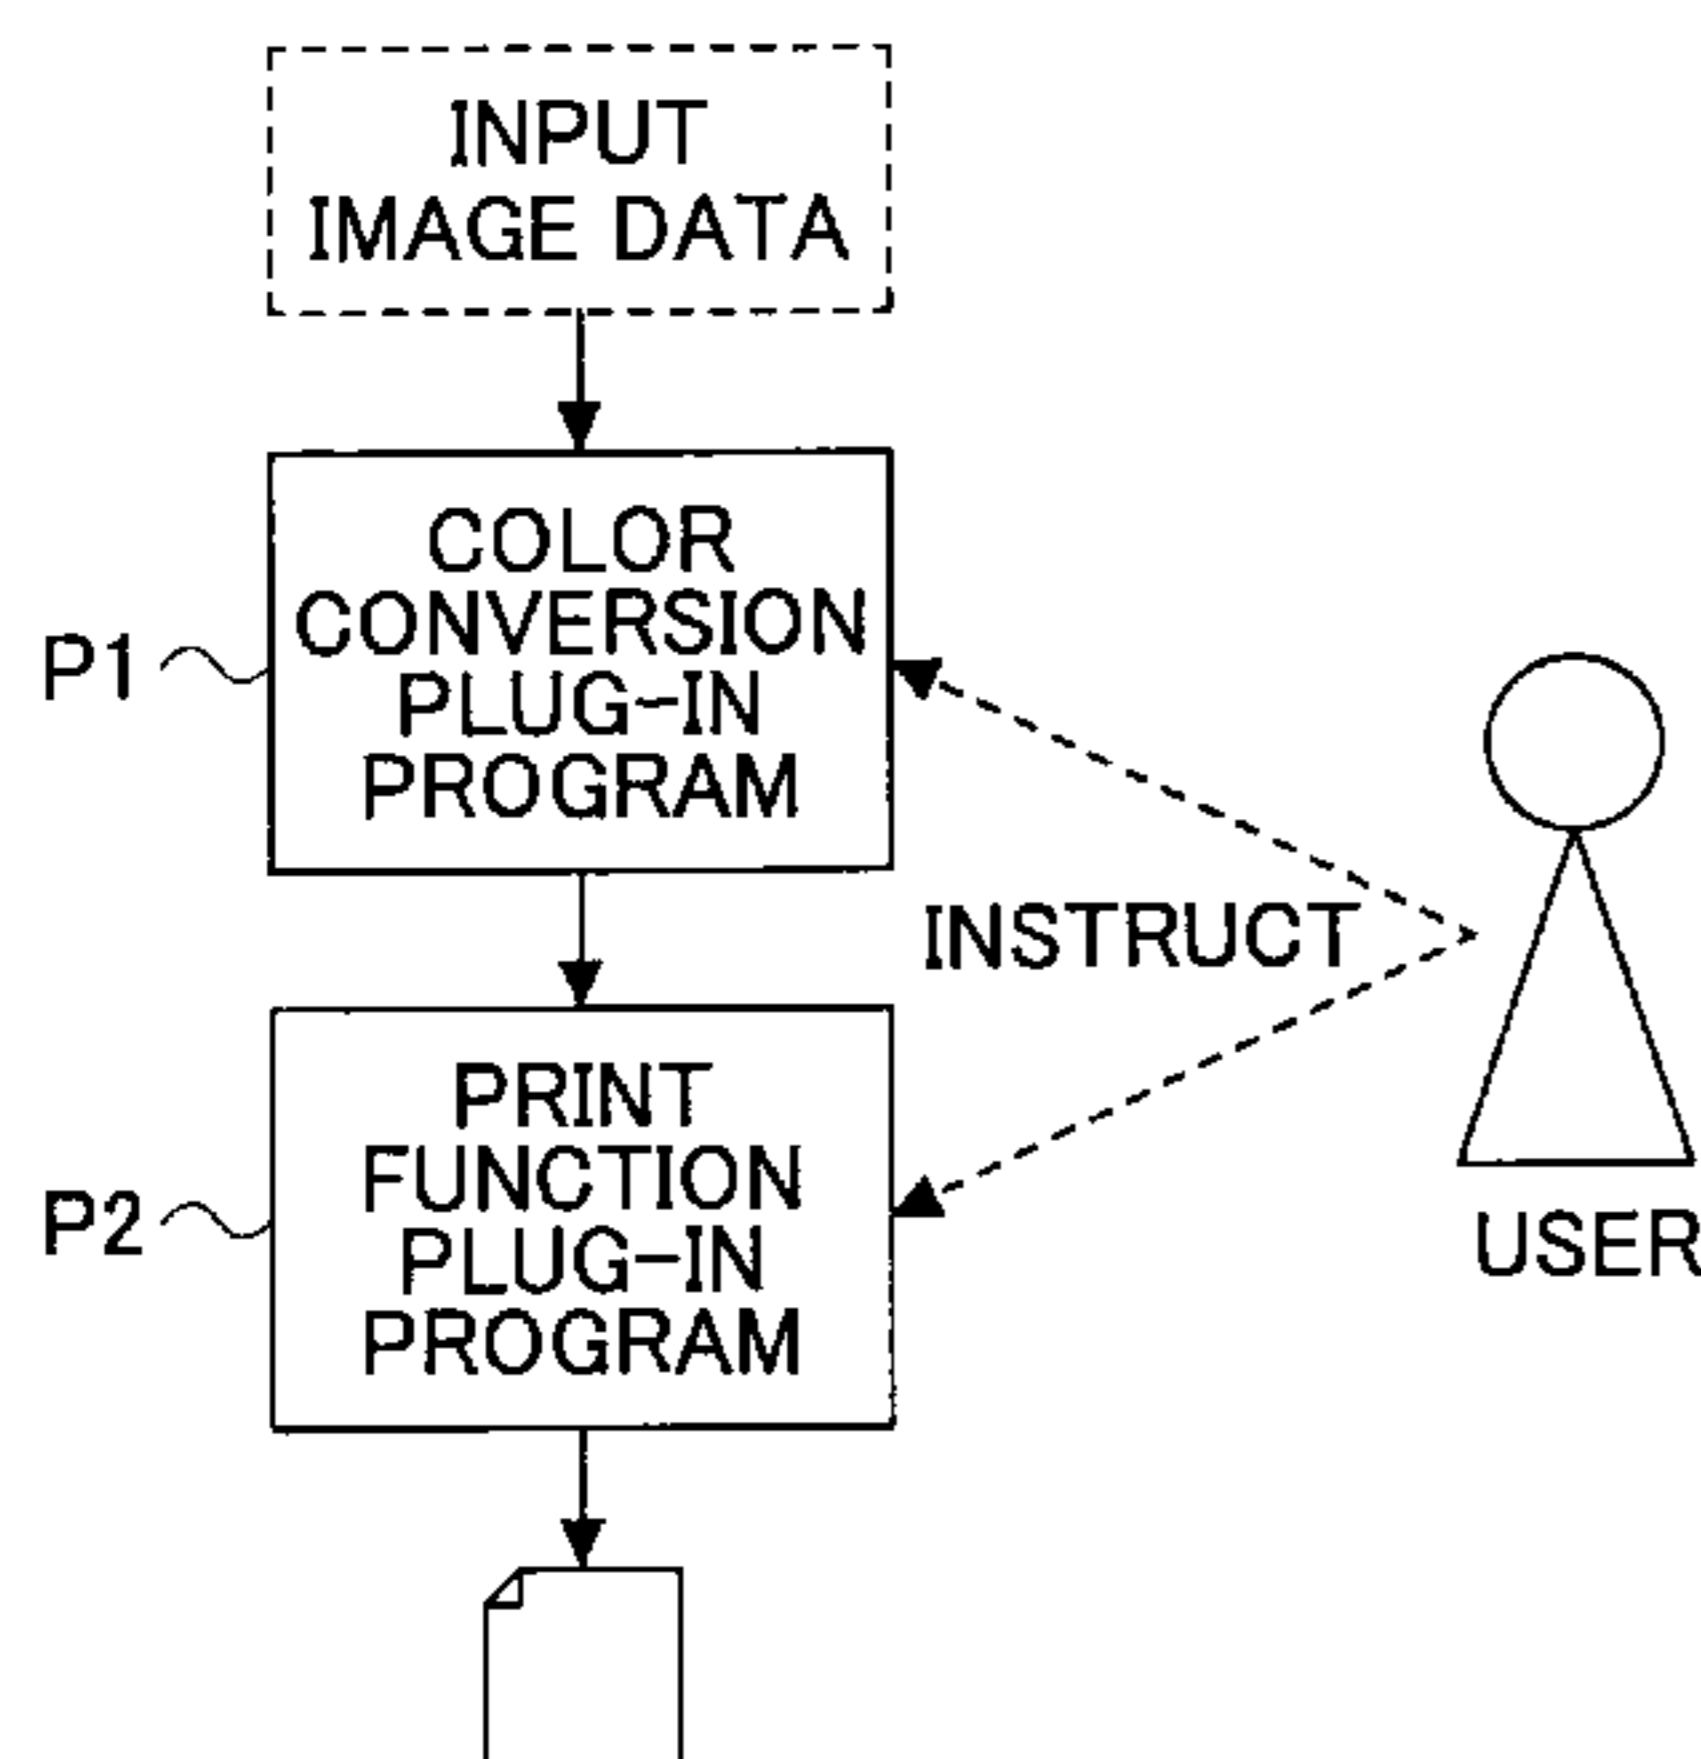 INPUT
IMAGE DATA
COLOR
CONVERSION
PLUG-IN
PROGRAM
P1
INSTRUCT
PRINT
FUNCTION
PLUG-IN
PROGRAM
P2
USER